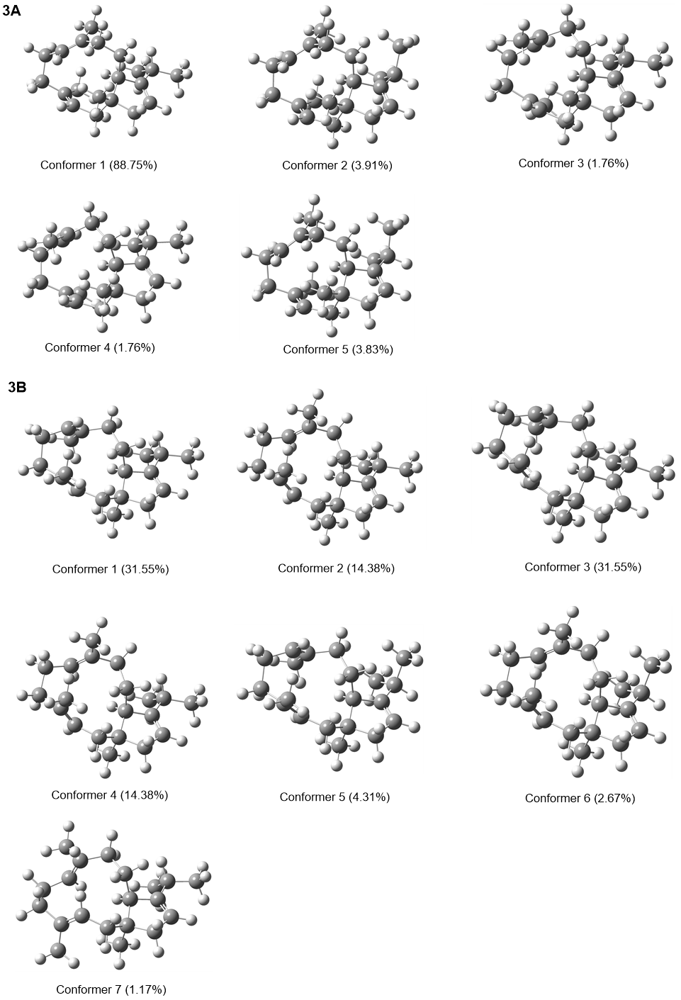 3A
Conformer 1 (88.75%)
Conformer 2 (3.91%)
Conformer 3 (1.76%)
Conformer 4 (1.76%)
Conformer 5 (3.83%)
3B
Conformer 1 (31.55%)
Conformer 2 (14.38%)
Conformer 3 (31.55%)
Conformer 4 (14.38%)
Conformer 5 (4.31%)
Conformer 6 (2.67%)
Conformer 7 (1.17%)